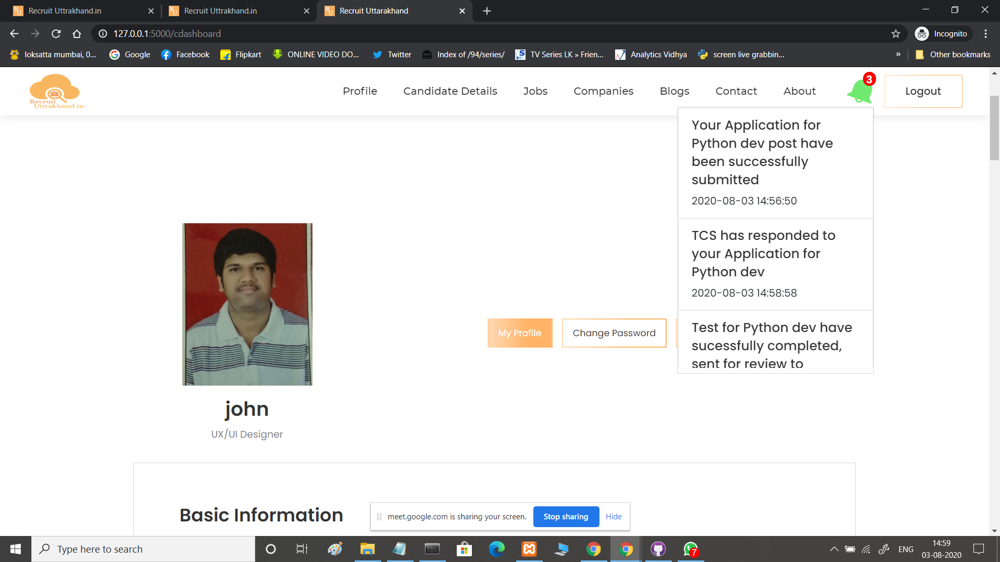 Recruit Uttrakhand.in
Recruit Uttrakhand.in
Recruit Uttarakhand
127.0.0.1:5000/cdashboard
Incognito
loksatta mumbai, 0...
Google
Facebook
Flipkart
ONLINE VIDEO DO...
Twitter
Index of /94/series/
TV Series LK » Frien...
Analytics Vidhya
screen live grabbin...
»
Other bookmarks
Recruit
Uttrakhand.in
Profile
Candidate Details
Jobs
Companies
Blogs
Contact
About
3
Logout
Your Application for
Python dev post have
been successfully
submitted
2020-08-03 14:56:50
TCS has responded to
your Application for
Python dev
2020-08-03 14:58:58
Test for Python dev have
sucessfully completed,
sent for review to
My Profile
Change Password
john
UX/UI Designer
Basic Information
meet.google.com is sharing your screen.
Stop sharing
Hide
Type here to search
7
ENG
14:59
03-08-2020